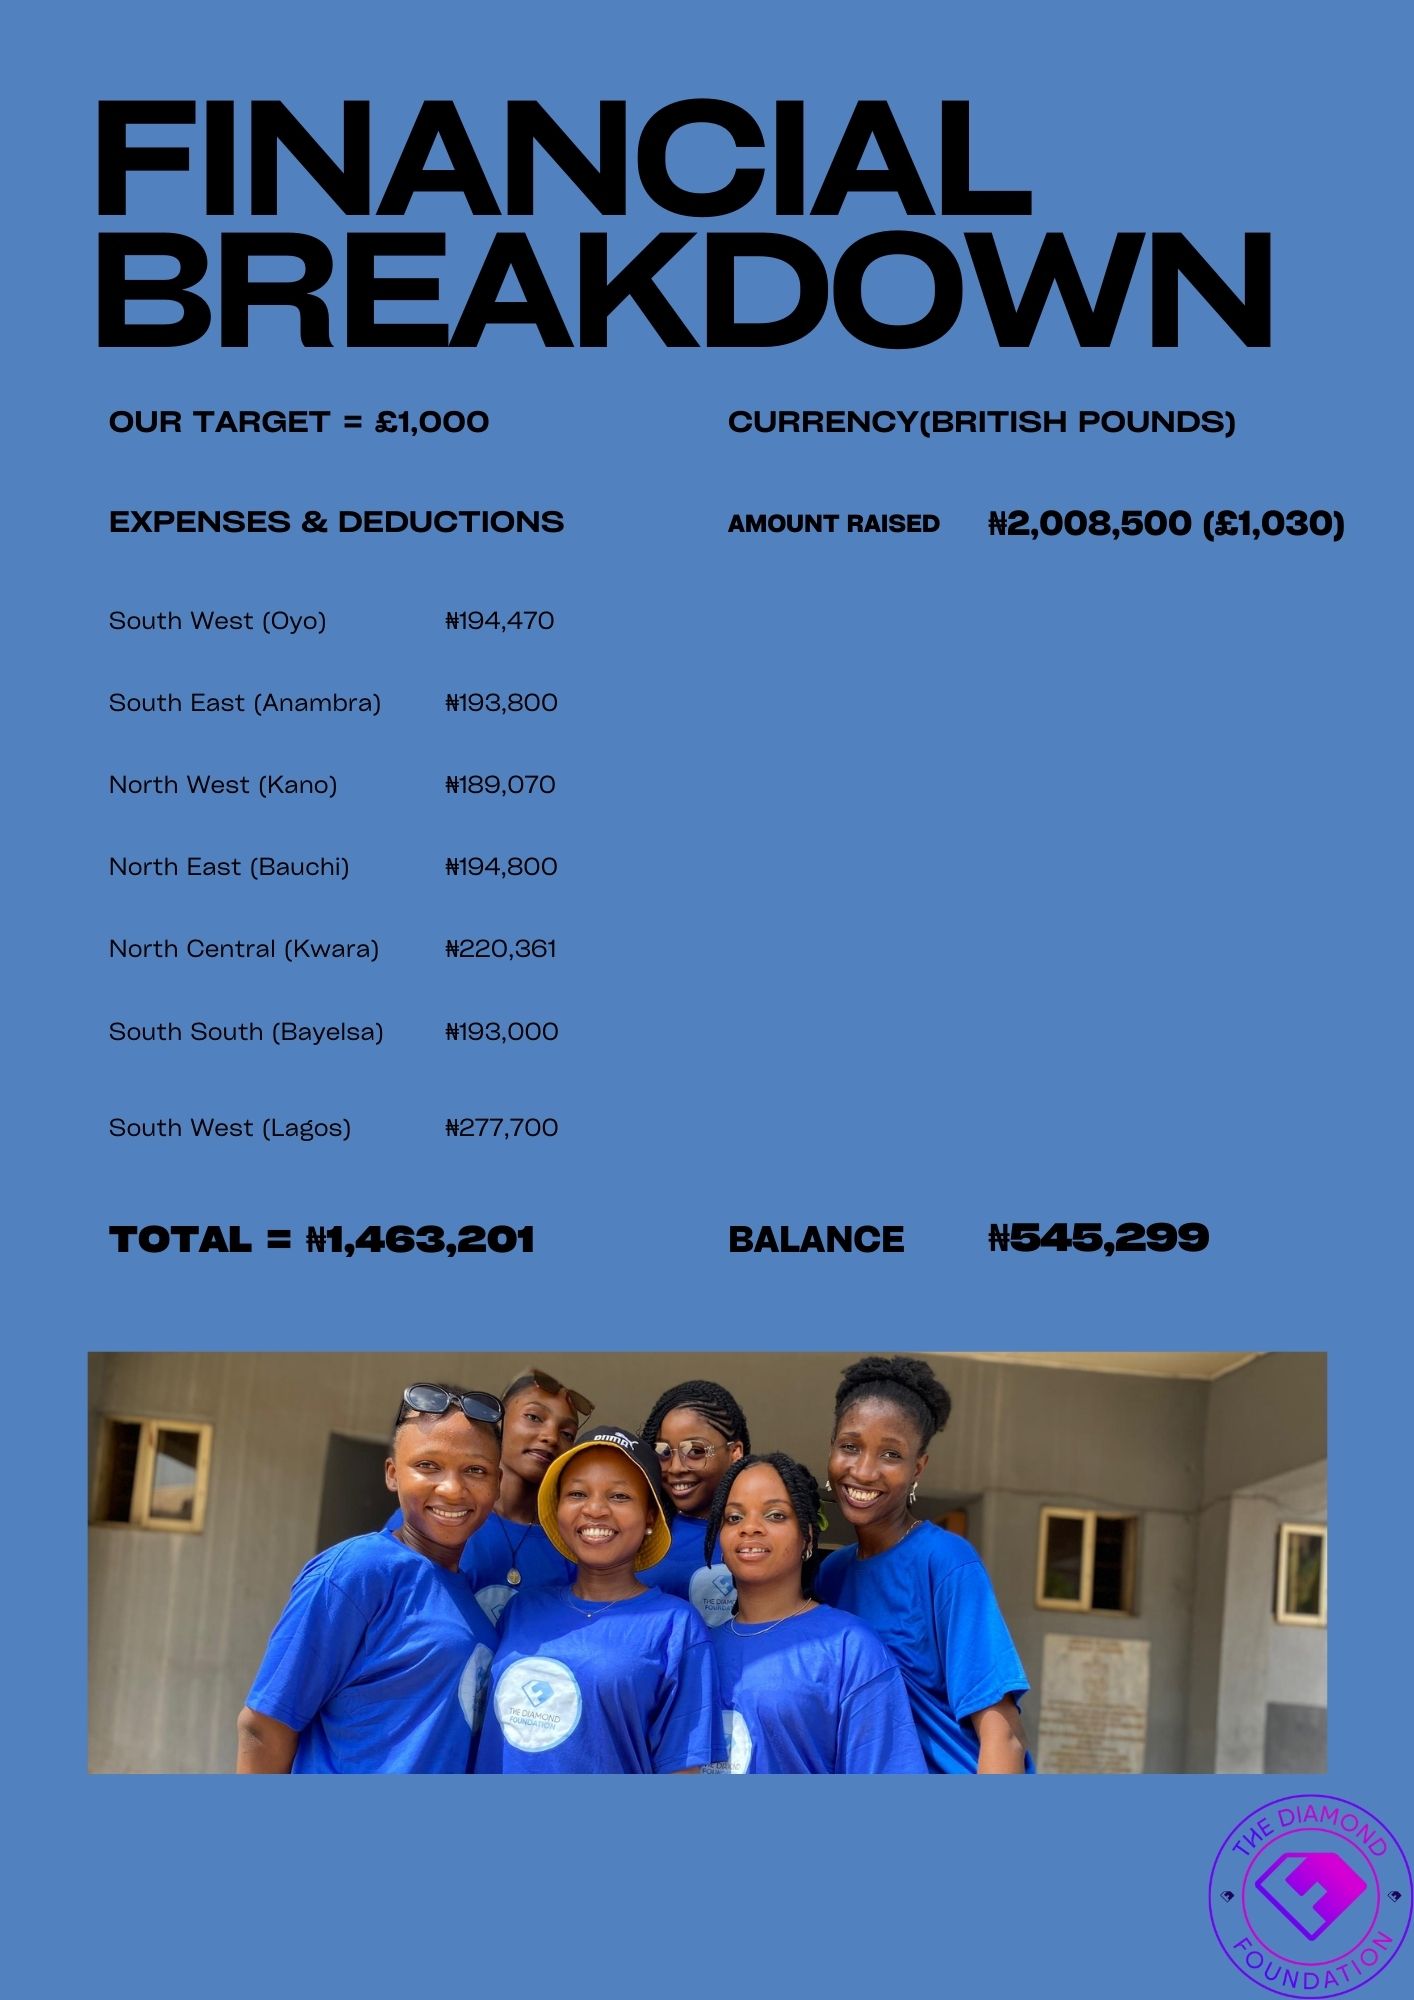 FINANCIAL
BREAKDOWN
OUR TARGET = £1,000
CURRENCY(BRITISH POUNDS)
EXPENSES & DEDUCTIONS
AMOUNT RAISED ₦2,008,500 (£1,030)
South West (Oyo) ₦194,470
South East (Anambra) ₦193,800
North West (Kano) ₦189,070
North East (Bauchi) ₦194,800
North Central (Kwara) ₦220,361
South South (Bayelsa) ₦193,000
South West (Lagos) ₦277,700
TOTAL = ₦1,463,201
BALANCE ₦545,299
PUMA
THE DIAMOND
FOUNDATION
THE DIAMOND
FOUNDATION